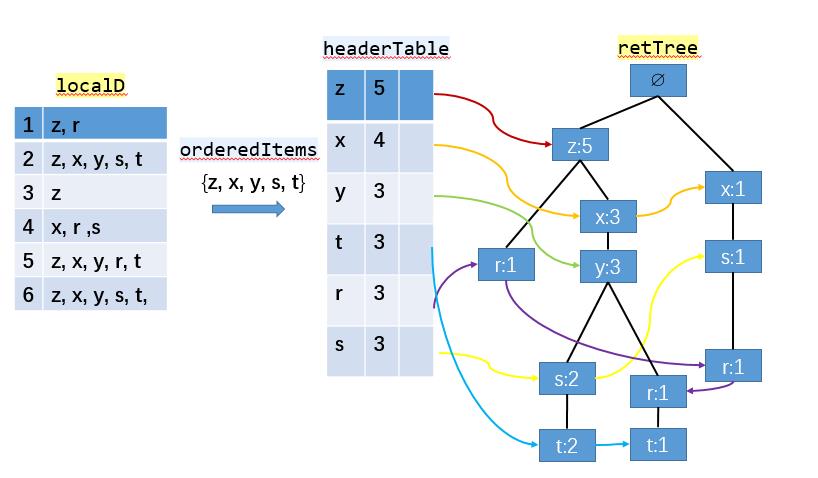 headerTable
retTree
localD
1 z, r
2 z, x, y, s, t
3 z
4 x, r ,s
5 z, x, y, r, t
6 z, x, y, s, t,
orderedItems
{z, x, y, s, t}
z 5
x 4
y 3
t 3
r 3
s 3
∅
z:5
x:3
x:1
r:1
y:3
s:1
s:2
r:1
r:1
t:2
t:1